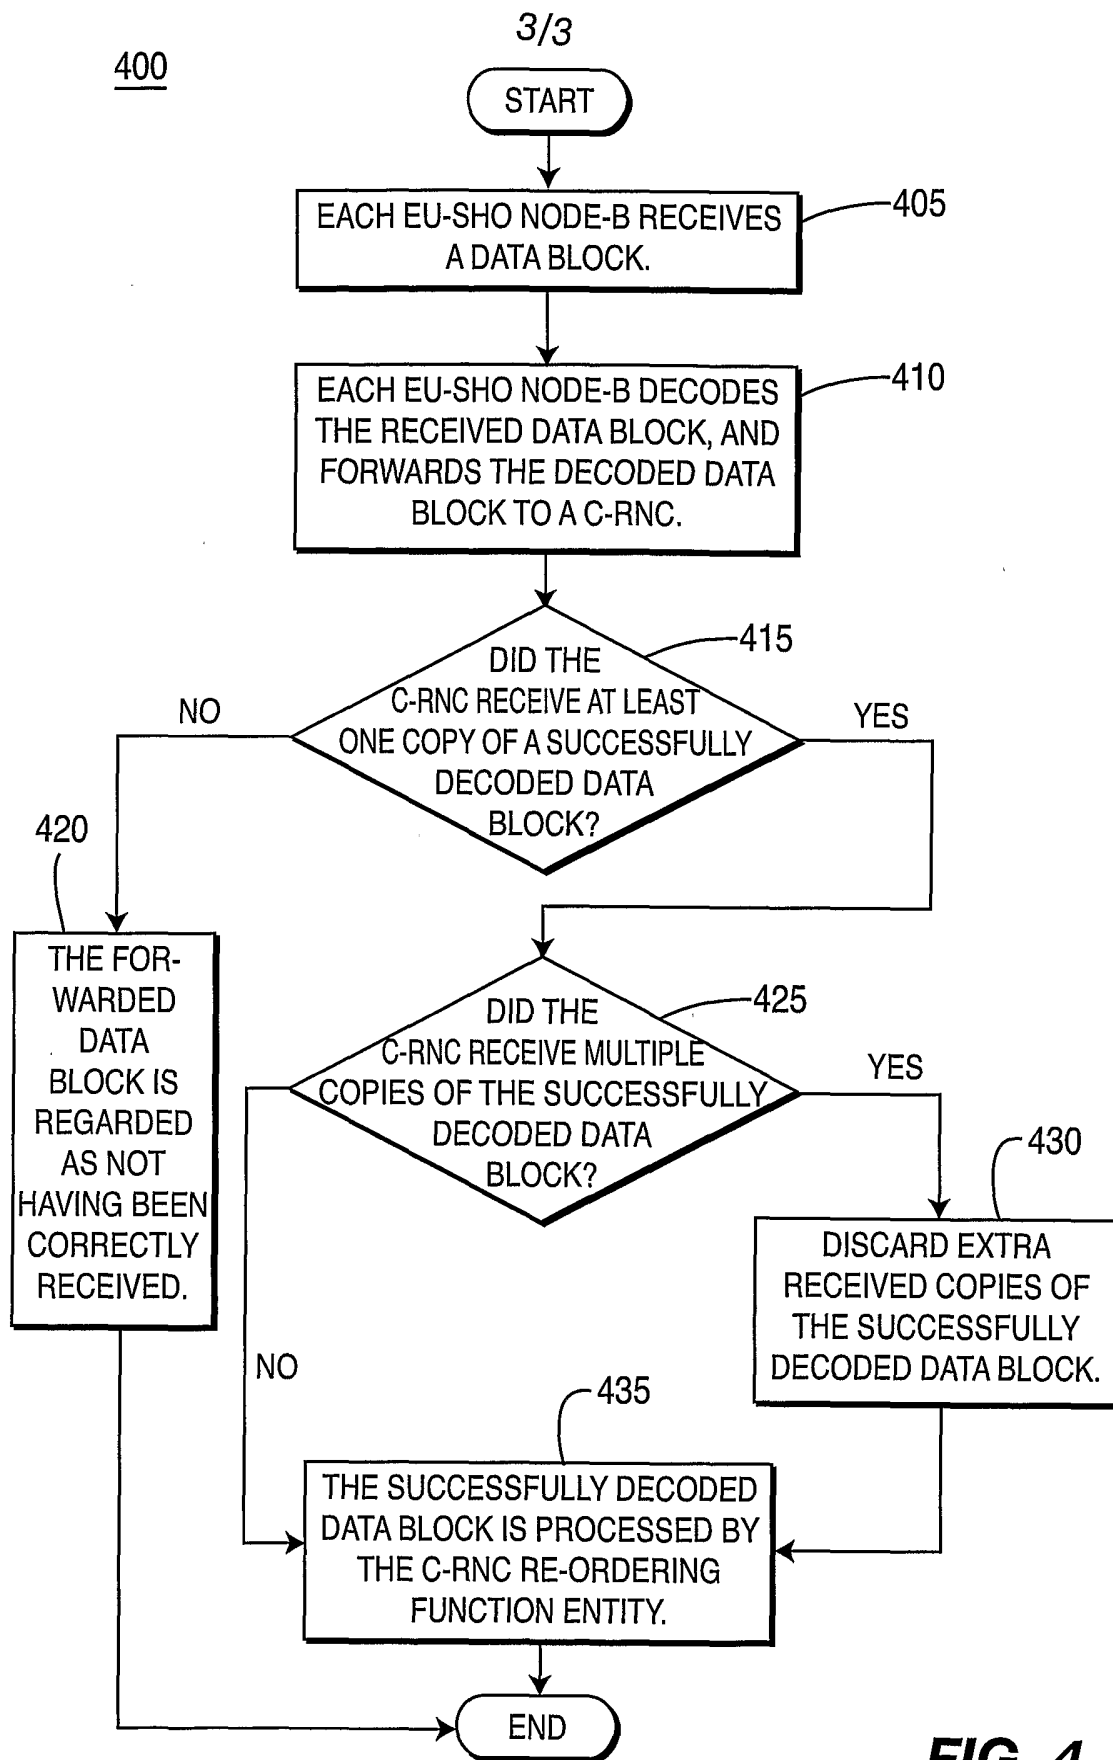 3/3
400
START
EACH EU-SHO NODE-B RECEIVES
A DATA BLOCK.
405
EACH EU-SHO NODE-B DECODES
THE RECEIVED DATA BLOCK, AND
FORWARDS THE DECODED DATA
BLOCK TO A C-RNC.
410
DID THE
C-RNC RECEIVE AT LEAST
ONE COPY OF A SUCCESSFULLY
DECODED DATA
BLOCK?
415
NO
YES
420
THE FOR-
WARDED
DATA
BLOCK IS
REGARDED
AS NOT
HAVING BEEN
CORRECTLY
RECEIVED.
DID THE
C-RNC RECEIVE MULTIPLE
COPIES OF THE SUCCESSFULLY
DECODED DATA
BLOCK?
425
YES
NO
430
DISCARD EXTRA
RECEIVED COPIES OF
THE SUCCESSFULLY
DECODED DATA BLOCK.
435
THE SUCCESSFULLY DECODED
DATA BLOCK IS PROCESSED BY
THE C-RNC RE-ORDERING
FUNCTION ENTITY.
END
FIG. 4